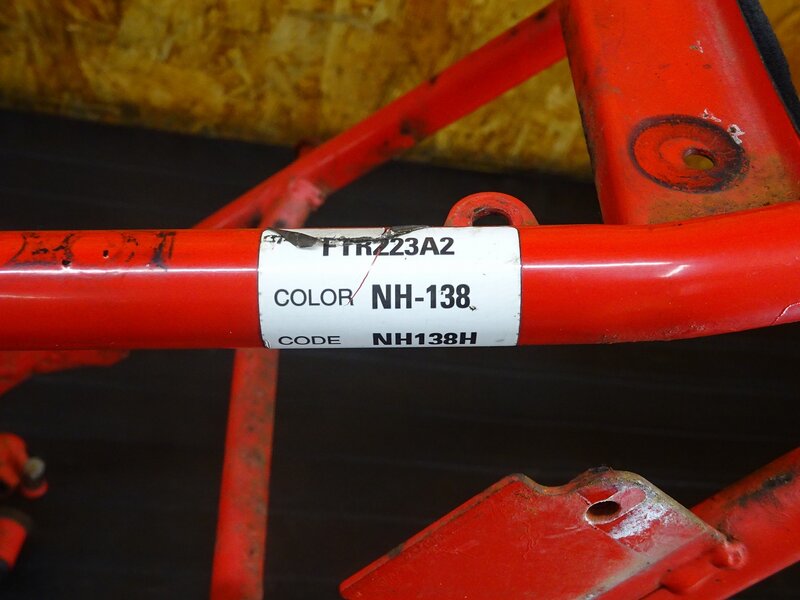 FTR223A2
COLOR NH-138
CODE NH138H